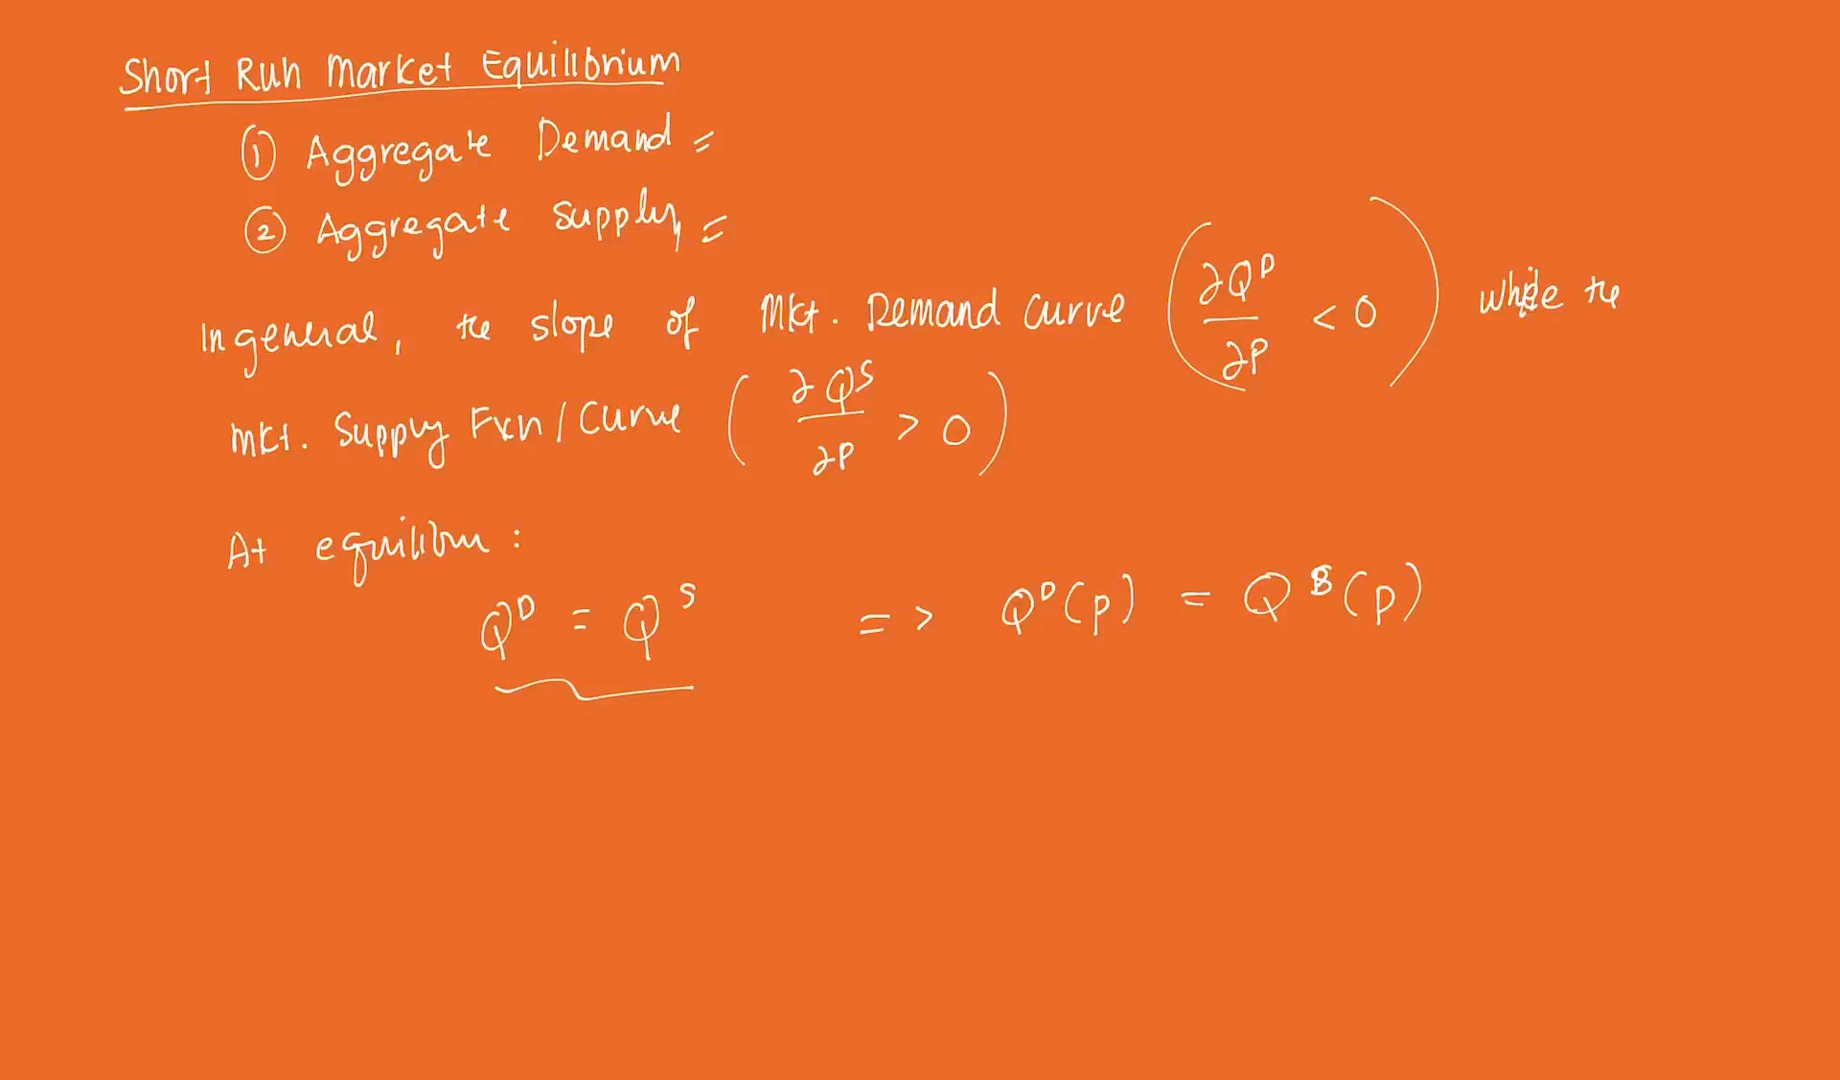 Short Run Market Equilibrium
① Aggregate Demand =
② Aggregate Supply =
In general, the slope of Mkt. Demand Curve (∂Q^D/∂P < 0) while the
Mkt. Supply Fxn/Curve (∂Q^S/∂P > 0)
At equilibm :
Q^D = Q^S => Q^D(p) = Q^S(p)